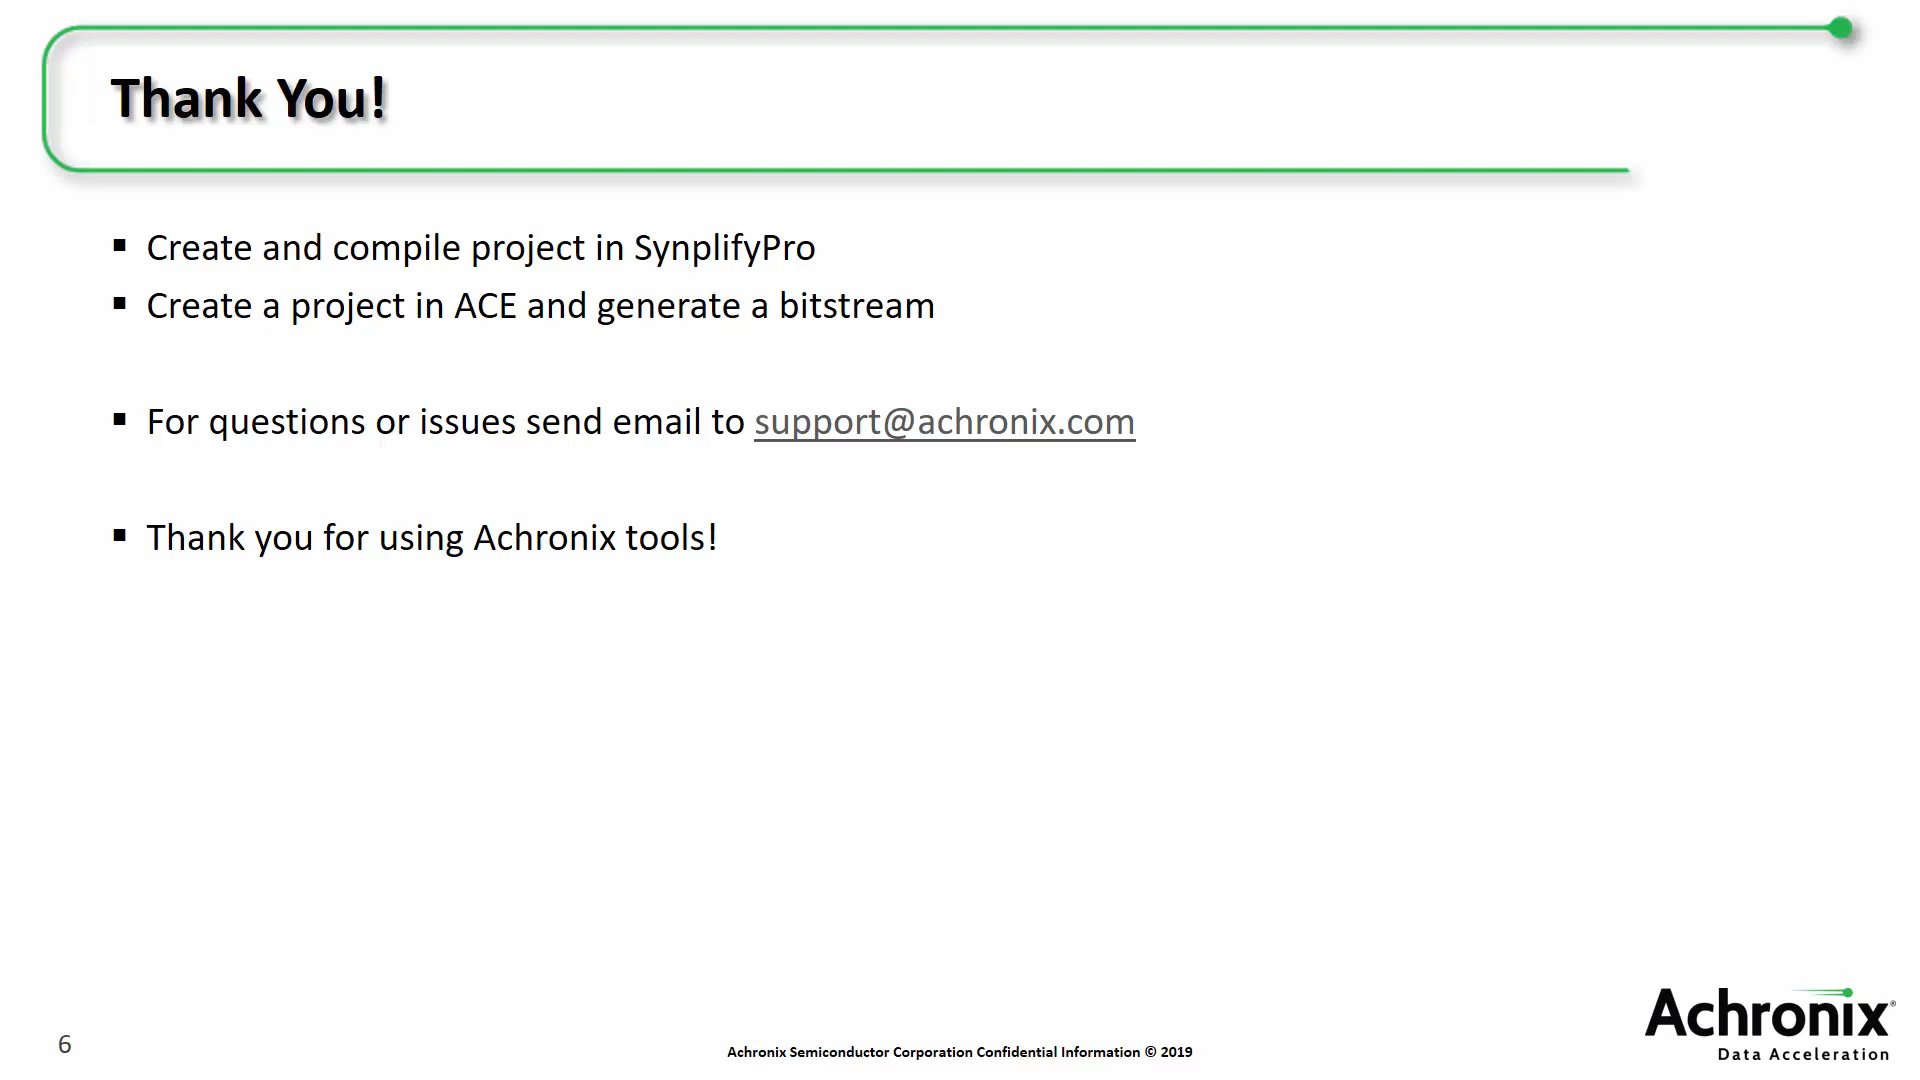 Thank You!
▪ Create and compile project in SynplifyPro
▪ Create a project in ACE and generate a bitstream
▪ For questions or issues send email to support@achronix.com
▪ Thank you for using Achronix tools!
6
Achronix Semiconductor Corporation Confidential Information © 2019
Achronix®
Data Acceleration